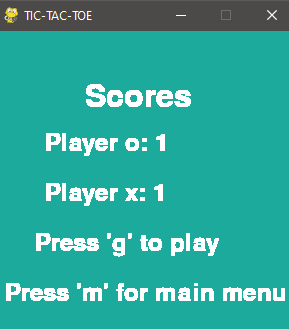 TIC-TAC-TOE
Scores
Player o: 1
Player x: 1
Press 'g' to play
Press 'm' for main menu